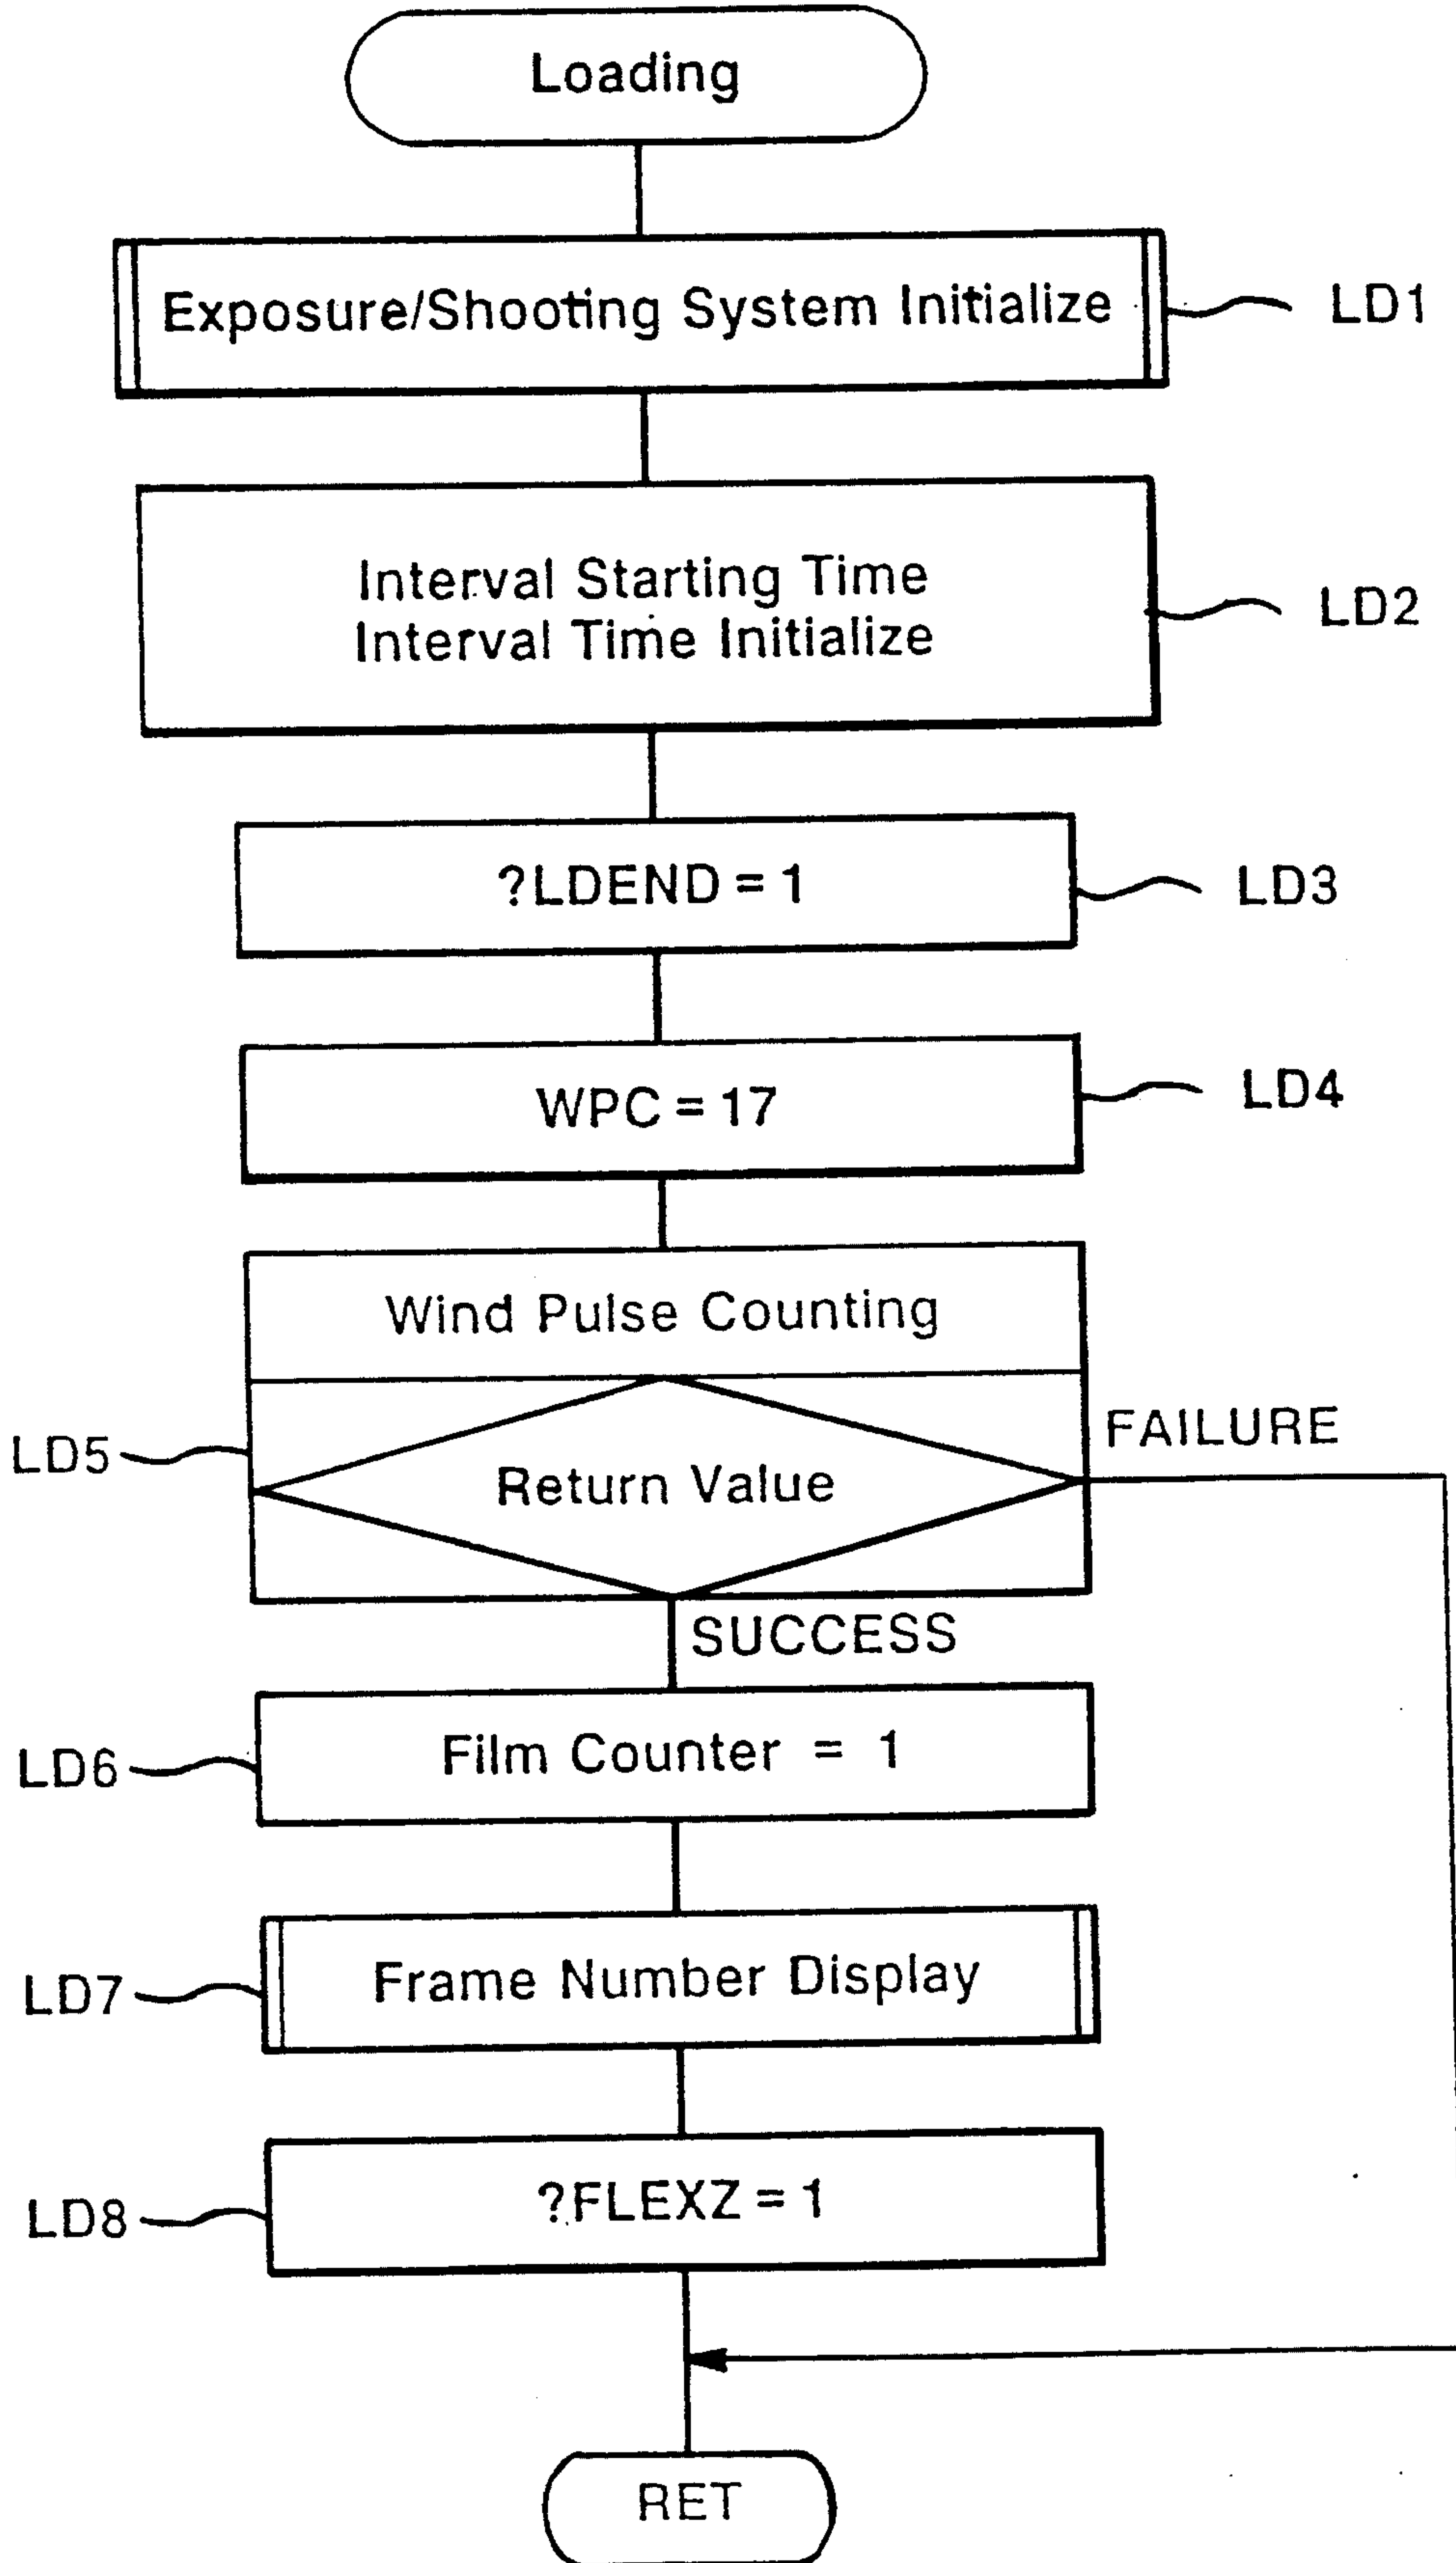 Loading
Exposure/Shooting System Initialize
LD1
Interval Starting Time
Interval Time Initialize
LD2
?LDEND = 1
LD3
WPC = 17
LD4
Wind Pulse Counting
LD5
Return Value
FAILURE
SUCCESS
LD6
Film Counter = 1
LD7
Frame Number Display
LD8
?FLEXZ = 1
RET